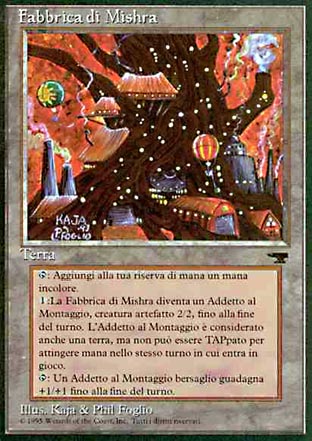 Fabbrica di Mishra
KAJA
P. '93
FOGLIO
Terra
: Aggiungi alla tua riserva di mana un mana
incolore.
1:La Fabbrica di Mishra diventa un Addetto al
Montaggio, creatura artefatto 2/2, fino alla fine
del turno. L'Addetto al Montaggio è considerato
anche una terra, ma non può essere TAPpato per
attingere mana nello stesso turno in cui entra in
gioco.
: Un Addetto al Montaggio bersaglio guadagna
+1/+1 fino alla fine del turno.
Illus. Kaja & Phil Foglio
© 1995 Wizards of the Coast, Inc. Tutti i diritti riservati.